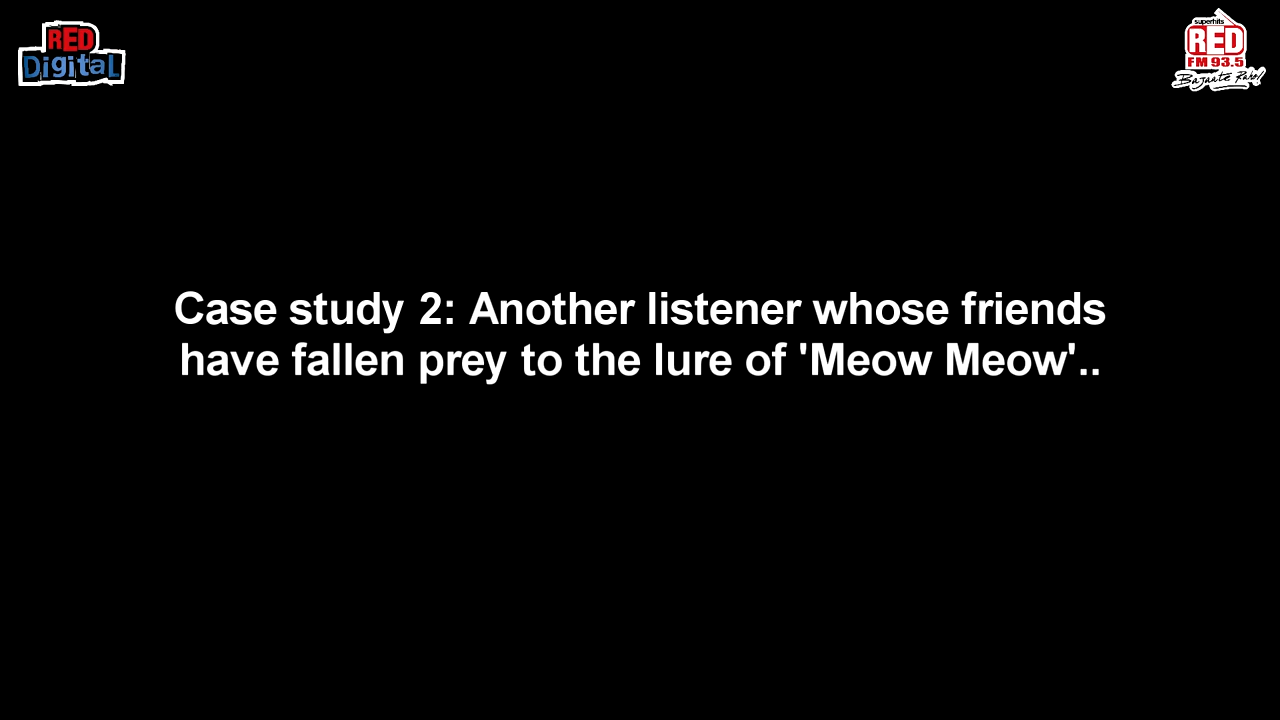 RED
Digital
superhits
RED
FM 93.5
Bajaate Raho!
Case study 2: Another listener whose friends
have fallen prey to the lure of 'Meow Meow'..